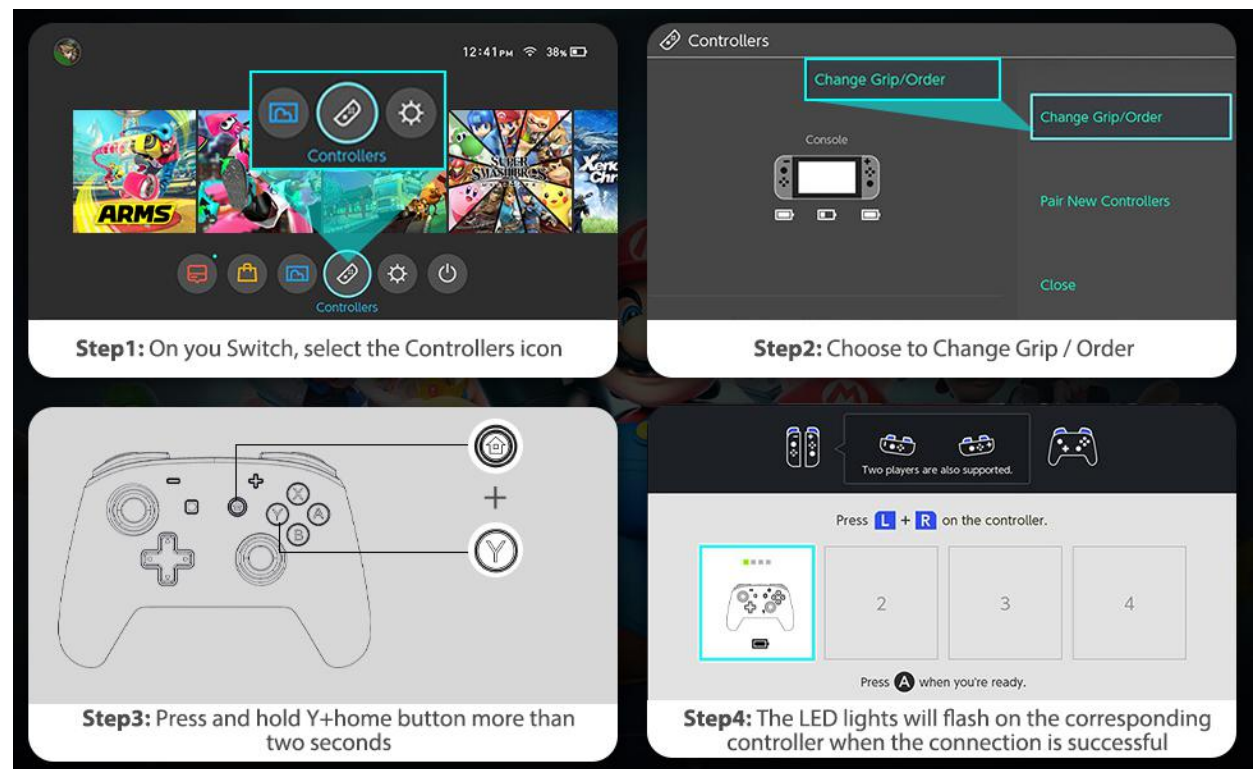 12:41PM 38%
Controllers
ARMS
SUPER
SMASH BROS.
Xeno
Chr
Controllers
Step1: On you Switch, select the Controllers icon
Controllers
Change Grip/Order
Change Grip/Order
Console
Pair New Controllers
Close
Step2: Choose to Change Grip / Order
X
Y
A
B
+
Y
Step3: Press and hold Y+home button more than
two seconds
Two players are also supported.
Press L + R on the controller.
2
3
4
Press A when you're ready.
Step4: The LED lights will flash on the corresponding
controller when the connection is successful